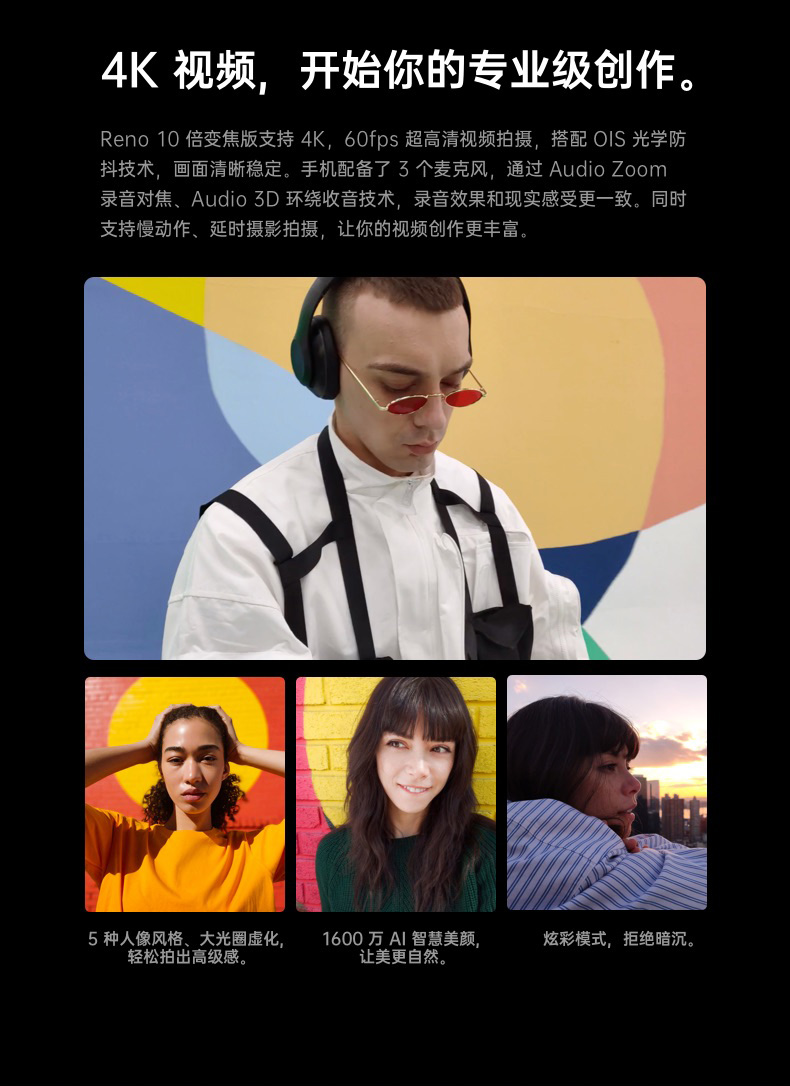 4K 视频，开始你的专业级创作。
Reno 10 倍变焦版支持 4K，60fps 超高清视频拍摄，搭配 OIS 光学防
抖技术，画面清晰稳定。手机配备了 3 个麦克风，通过 Audio Zoom
录音对焦、Audio 3D 环绕收音技术，录音效果和现实感受更一致。同时
支持慢动作、延时摄影拍摄，让你的视频创作更丰富。
5 种人像风格、大光圈虚化，
轻松拍出高级感。
1600 万 AI 智慧美颜，
让美更自然。
炫彩模式，拒绝暗沉。